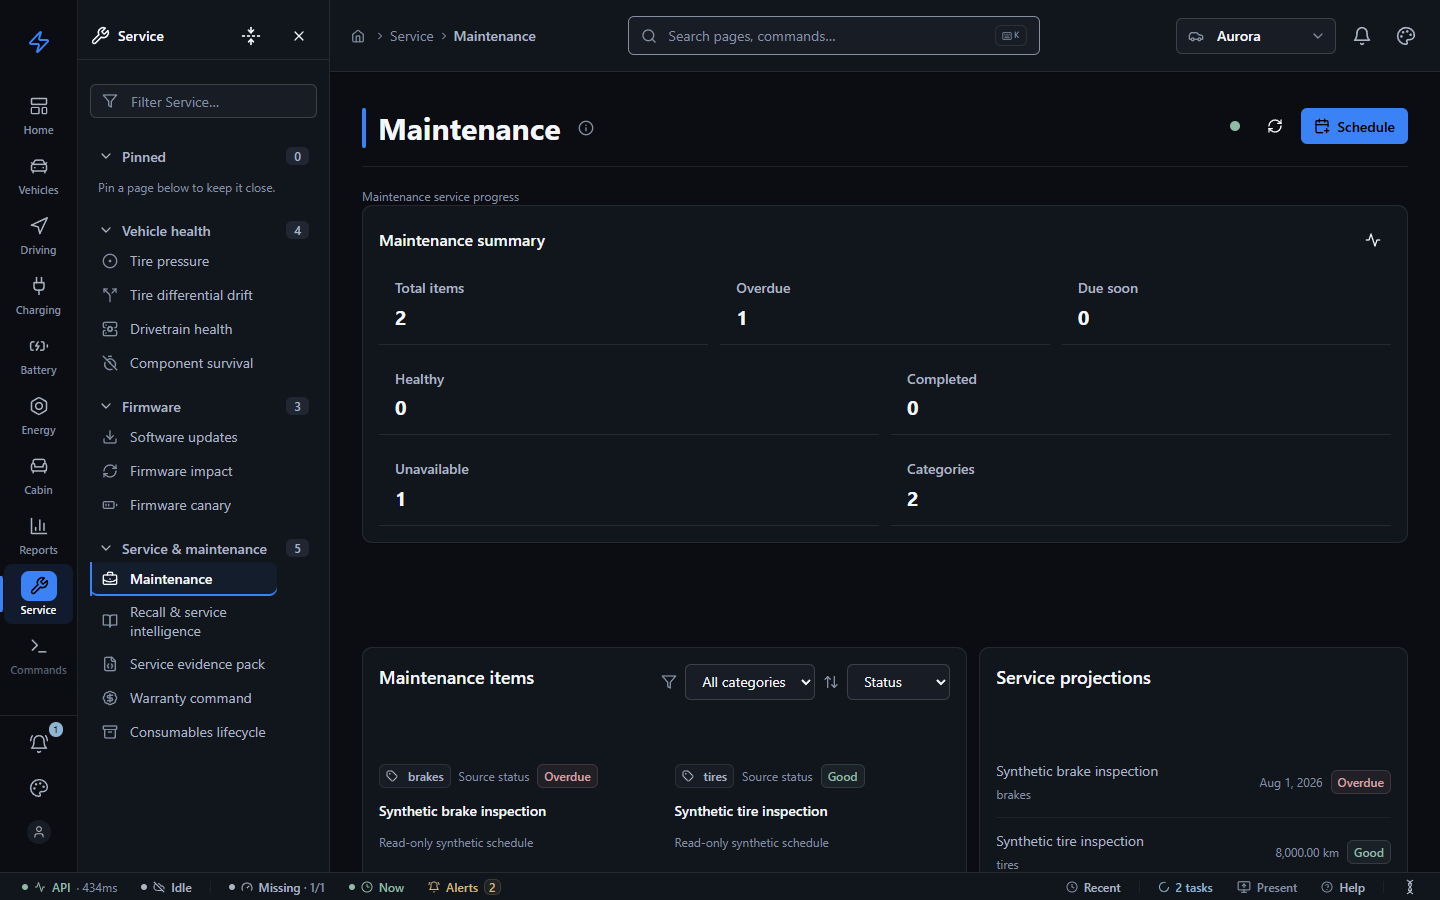 Service
Service
Maintenance
Search pages, commands...
K
Aurora
Home
Vehicles
Driving
Charging
Battery
Energy
Cabin
Reports
Service
Commands
1
Filter Service...
Pinned
0
Pin a page below to keep it close.
Vehicle health
4
Tire pressure
Tire differential drift
Drivetrain health
Component survival
Firmware
3
Software updates
Firmware impact
Firmware canary
Service & maintenance
5
Maintenance
Recall & service
intelligence
Service evidence pack
Warranty command
Consumables lifecycle
Maintenance
Schedule
Maintenance service progress
Maintenance summary
Total items
2
Overdue
1
Due soon
0
Healthy
0
Completed
0
Unavailable
1
Categories
2
Maintenance items
All categories
Status
brakes
Source status
Overdue
Synthetic brake inspection
Read-only synthetic schedule
tires
Source status
Good
Synthetic tire inspection
Read-only synthetic schedule
Service projections
Synthetic brake inspection
brakes
Aug 1, 2026
Overdue
Synthetic tire inspection
tires
8,000.00 km
Good
API · 434ms
Idle
Missing · 1/1
Now
Alerts 2
Recent
2 tasks
Present
Help